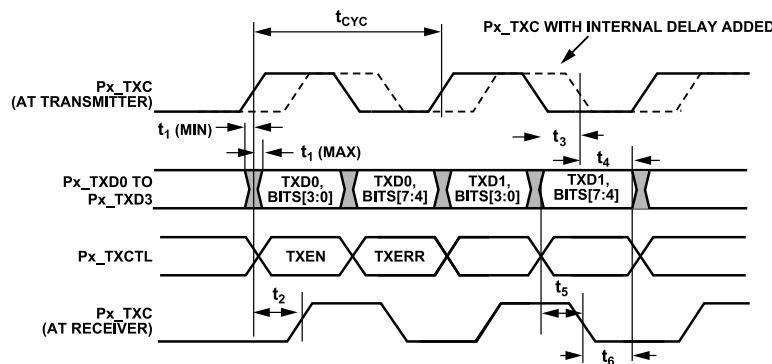 tCYC
Px_TXC WITH INTERNAL DELAY ADDED
Px_TXC
(AT TRANSMITTER)
t1 (MIN)
t1 (MAX)
t3
t4
Px_TXD0 TO
Px_TXD3
TXD0,
BITS[3:0]
TXD0,
BITS[7:4]
TXD1,
BITS[3:0]
TXD1,
BITS[7:4]
Px_TXCTL
TXEN
TXERR
t2
t5
Px_TXC
(AT RECEIVER)
t6